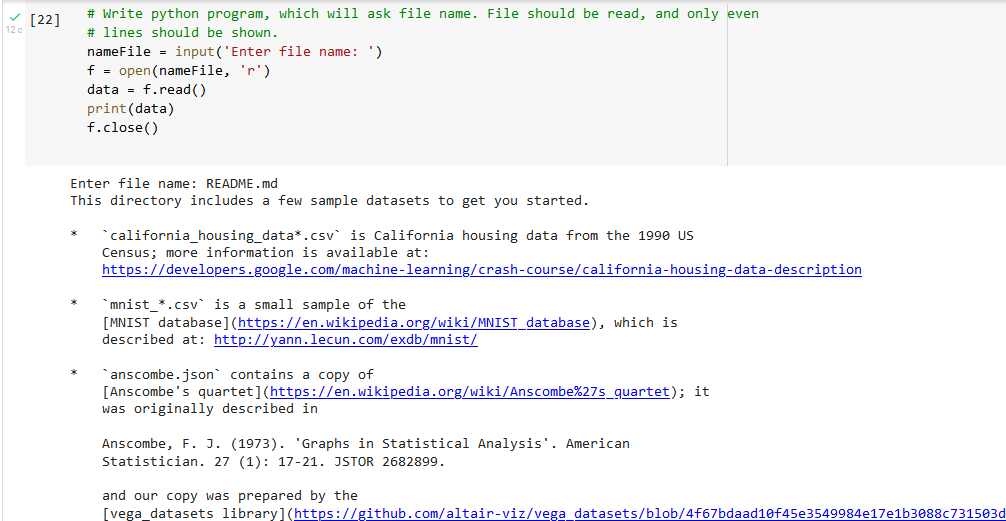 [22]
12 c
# Write python program, which will ask file name. File should be read, and only even
# lines should be shown.
nameFile = input('Enter file name: ')
f = open(nameFile, 'r')
data = f.read()
print(data)
f.close()
Enter file name: README.md
This directory includes a few sample datasets to get you started.
*   `california_housing_data*.csv` is California housing data from the 1990 US
    Census; more information is available at:
    https://developers.google.com/machine-learning/crash-course/california-housing-data-description
*   `mnist_*.csv` is a small sample of the
    [MNIST database](https://en.wikipedia.org/wiki/MNIST_database), which is
    described at: http://yann.lecun.com/exdb/mnist/
*   `anscombe.json` contains a copy of
    [Anscombe's quartet](https://en.wikipedia.org/wiki/Anscombe%27s_quartet); it
    was originally described in
    Anscombe, F. J. (1973). 'Graphs in Statistical Analysis'. American
    Statistician. 27 (1): 17-21. JSTOR 2682899.
    and our copy was prepared by the
    [vega_datasets library](https://github.com/altair-viz/vega_datasets/blob/4f67bdaad10f45e3549984e17e1b3088c731503d